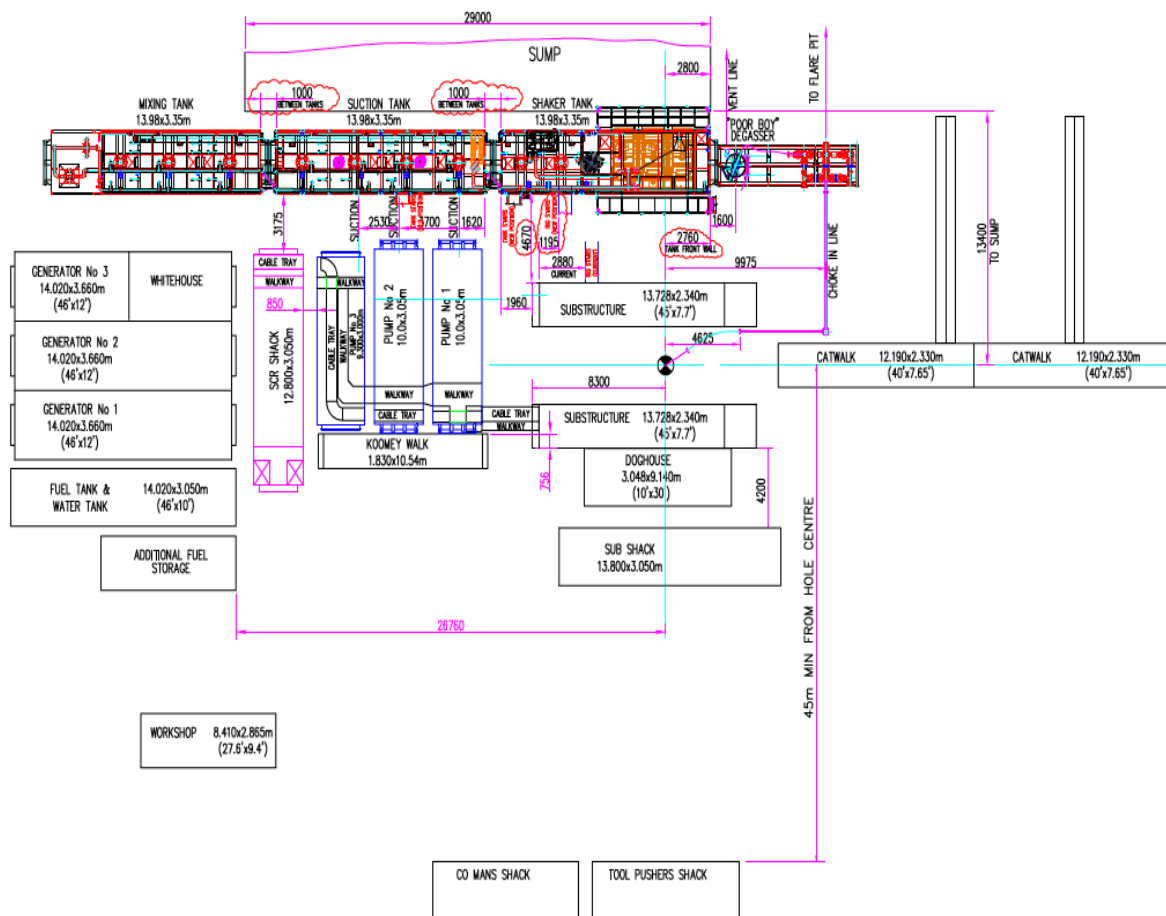 29000
SUMP
2800
VENT LINE
TO FLARE PIT
1000
BETWEEN TANKS
1000
BETWEEN TANKS
MIXING TANK
13.98x3.35m
SUCTION TANK
13.98x3.35m
SHAKER TANK
13.98x3.35m
"POOR BOY"
DEGASSER
3175
SUCTION
2530
SUCTION
3700
SUCTION
1620
4670
1195
2880
CURRENT
1960
2760
TANK FRONT WALL
1600
9975
CHOKE IN LINE
13400
TO SUMP
GENERATOR No 3
14.020x3.660m
(46'x12')
WHITEHOUSE
GENERATOR No 2
14.020x3.660m
(46'x12')
GENERATOR No 1
14.020x3.660m
(46'x12')
FUEL TANK &
WATER TANK
14.020x3.050m
(46'x10')
ADDITIONAL FUEL
STORAGE
CABLE TRAY
WALKWAY
850
SCR SHACK
12.800x3.050m
WALKWAY
CABLE TRAY
WALKWAY
PUMP No 3
9.300x3.000m
PUMP No 2
10.0x3.05m
PUMP No 1
10.0x3.05m
WALKWAY
CABLE TRAY
WALKWAY
CABLE TRAY
WALKWAY
KOOMEY WALK
1.830x10.54m
SUBSTRUCTURE
13.728x2.340m
(45'x7.7')
4625
8300
SUBSTRUCTURE
13.728x2.340m
(45'x7.7')
756
DOGHOUSE
3.048x9.140m
(10'x30')
4200
SUB SHACK
13.800x3.050m
CATWALK
12.190x2.330m
(40'x7.65')
CATWALK
12.190x2.330m
(40'x7.65')
26760
45m MIN FROM HOLE CENTRE
WORKSHOP
8.410x2.865m
(27.6'x9.4')
CO MANS SHACK
TOOL PUSHERS SHACK